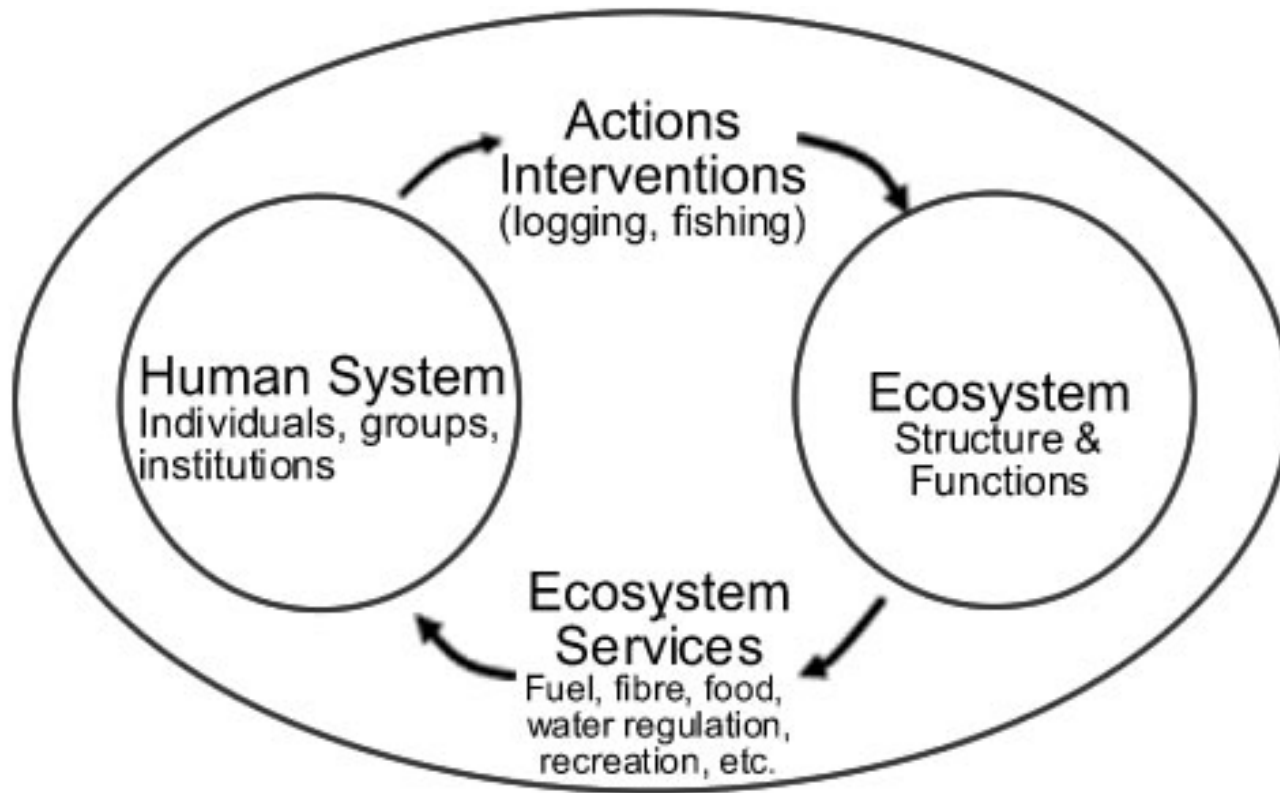 Actions
Interventions
(logging, fishing)
Human System
Individuals, groups,
institutions
Ecosystem
Structure &
Functions
Ecosystem
Services
Fuel, fibre, food,
water regulation,
recreation, etc.